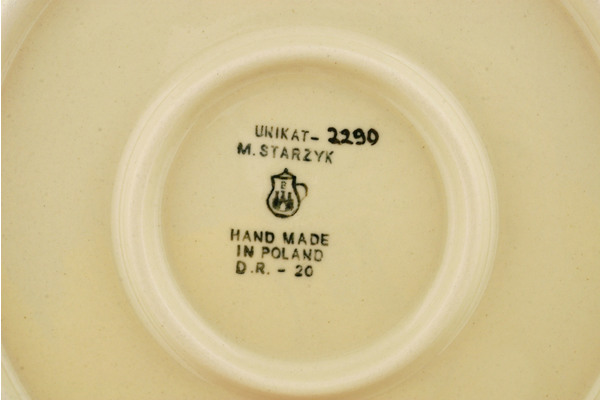 UNIKAT- 2290
M. STARZYK
HAND MADE
IN POLAND
D.R. - 20